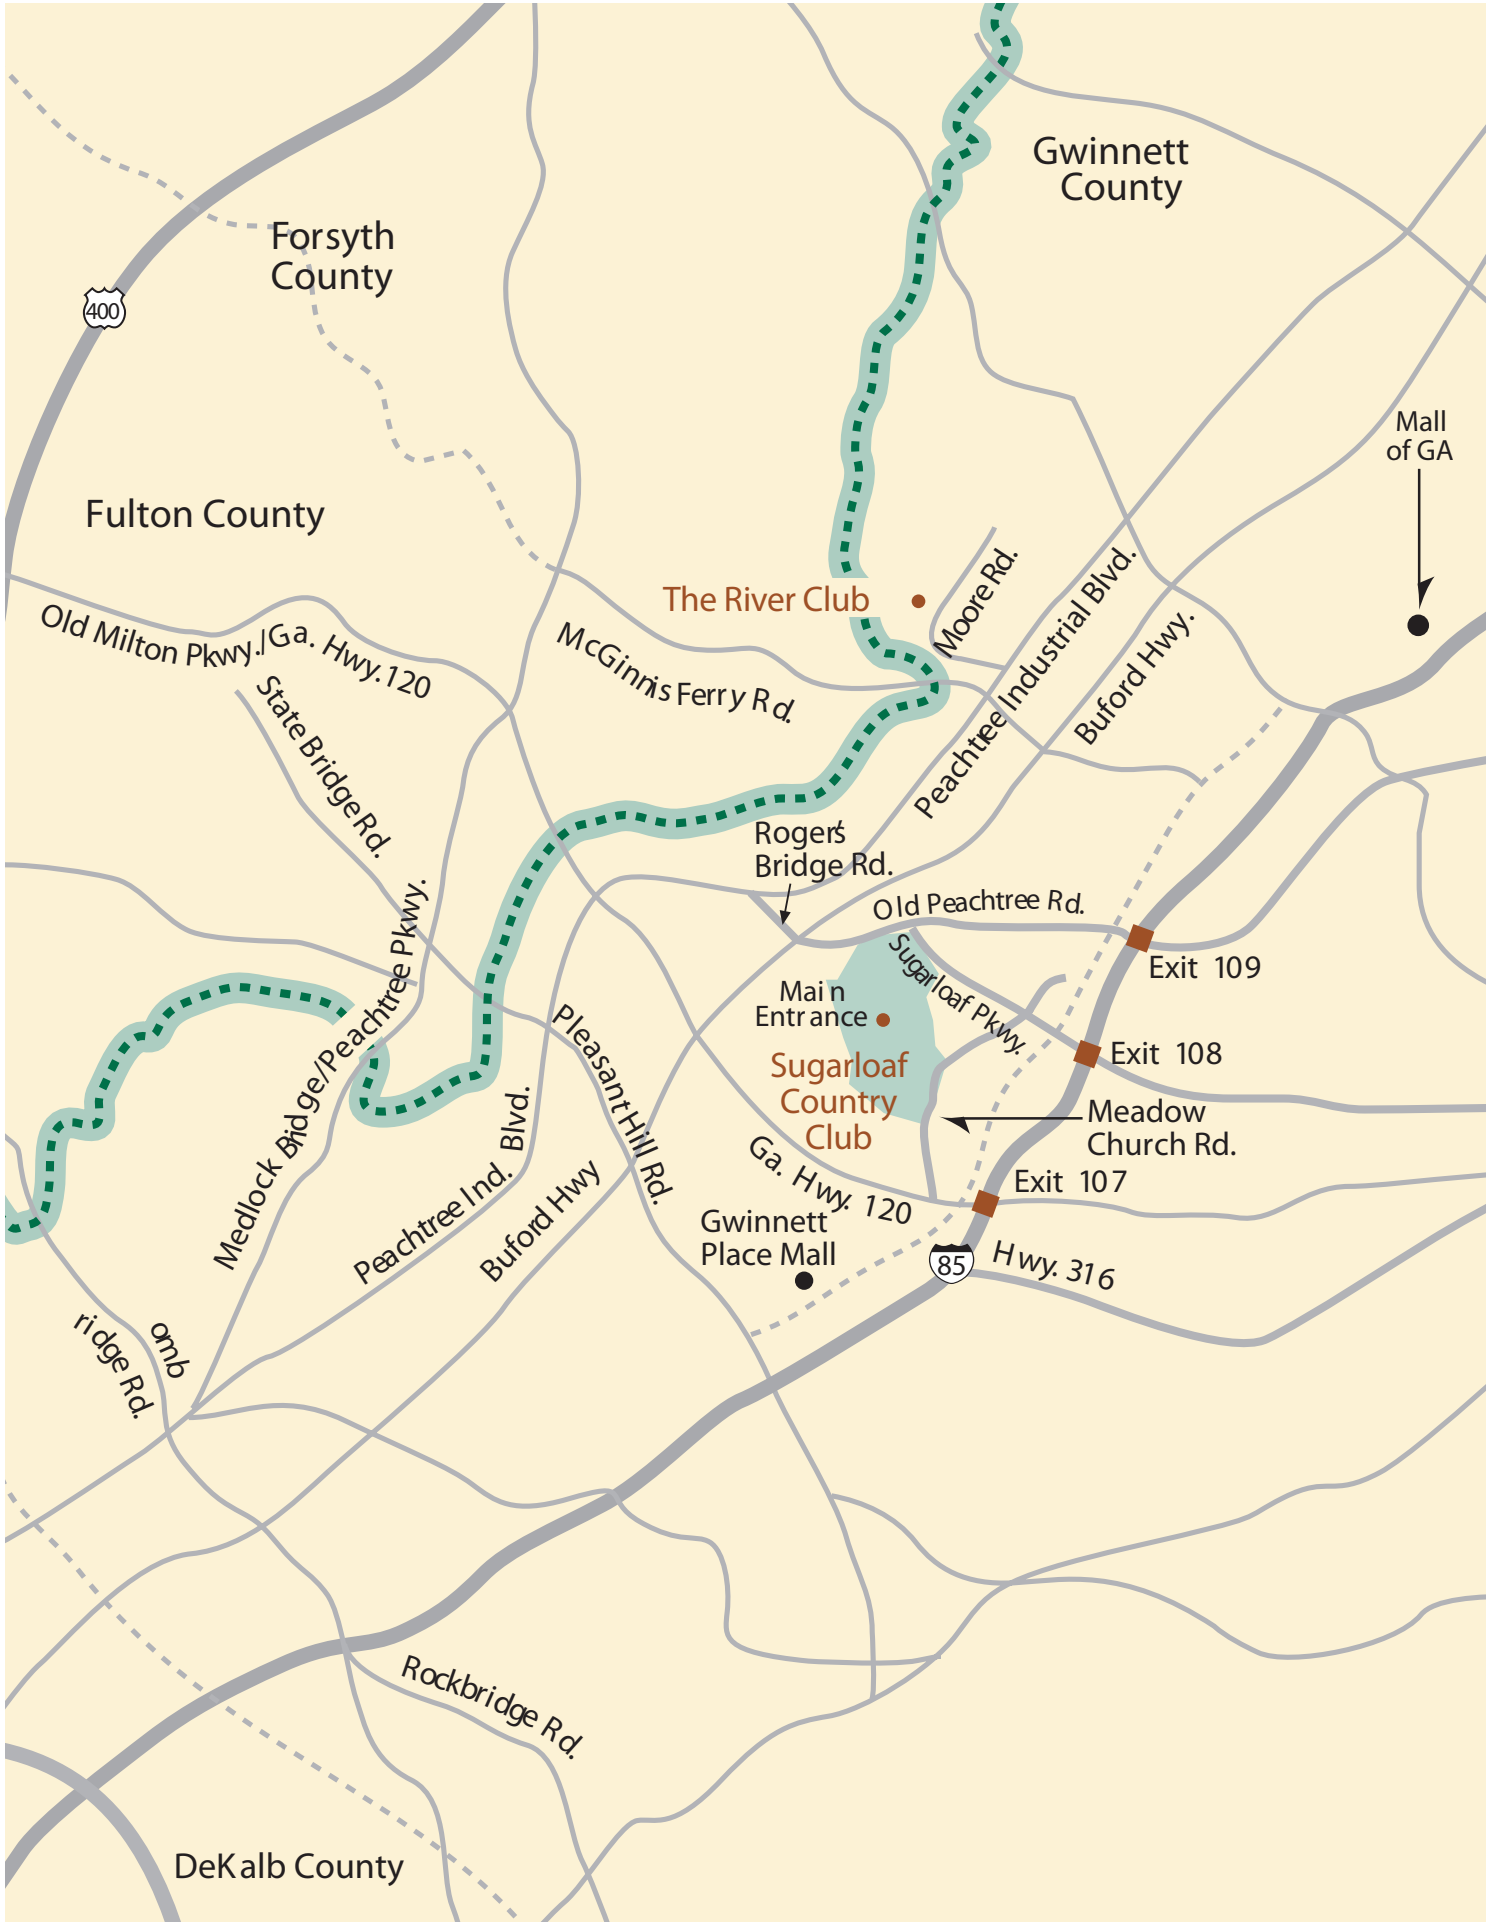 Gwinnett
County
Forsyth
County
400
Mall
of GA
Fulton County
Moore Rd.
The River Club
Old Milton Pkwy./Ga. Hwy.120
McGinnis Ferry Rd.
Peachtree Industrial Blvd.
Buford Hwy.
State Bridge Rd.
Roger's
Bridge Rd.
Old Peachtree Rd.
Exit 109
Sugarloaf Pkwy.
Main
Entrance
Medlock Bridge/Peachtree Pkwy.
Pleasant Hill Rd.
Exit 108
Sugarloaf
Country
Club
Meadow
Church Rd.
Peachtree Ind. Blvd.
Buford Hwy
Ga. Hwy. 120
Exit 107
Gwinnett
Place Mall
85
Hwy. 316
omb
ridge Rd.
Rockbridge Rd.
DeKalb County